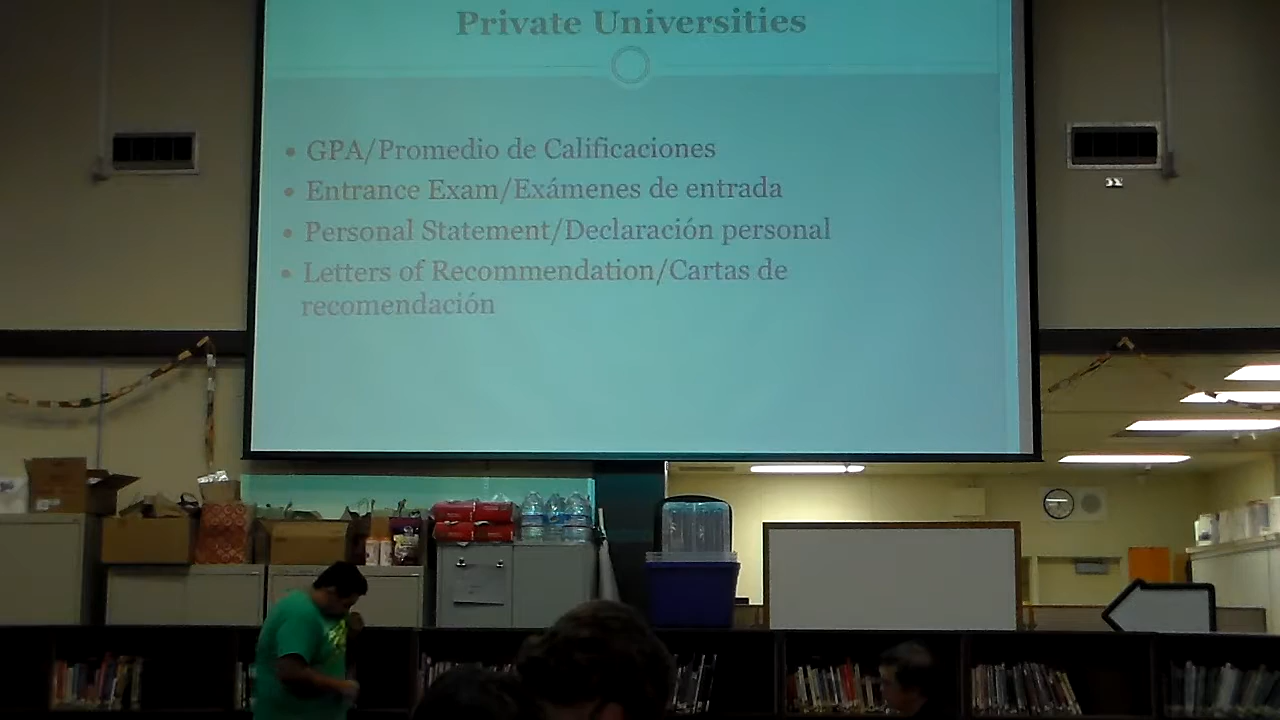 Private Universities
• GPA/Promedio de Calificaciones
• Entrance Exam/Exámenes de entrada
• Personal Statement/Declaración personal
• Letters of Recommendation/Cartas de
recomendación